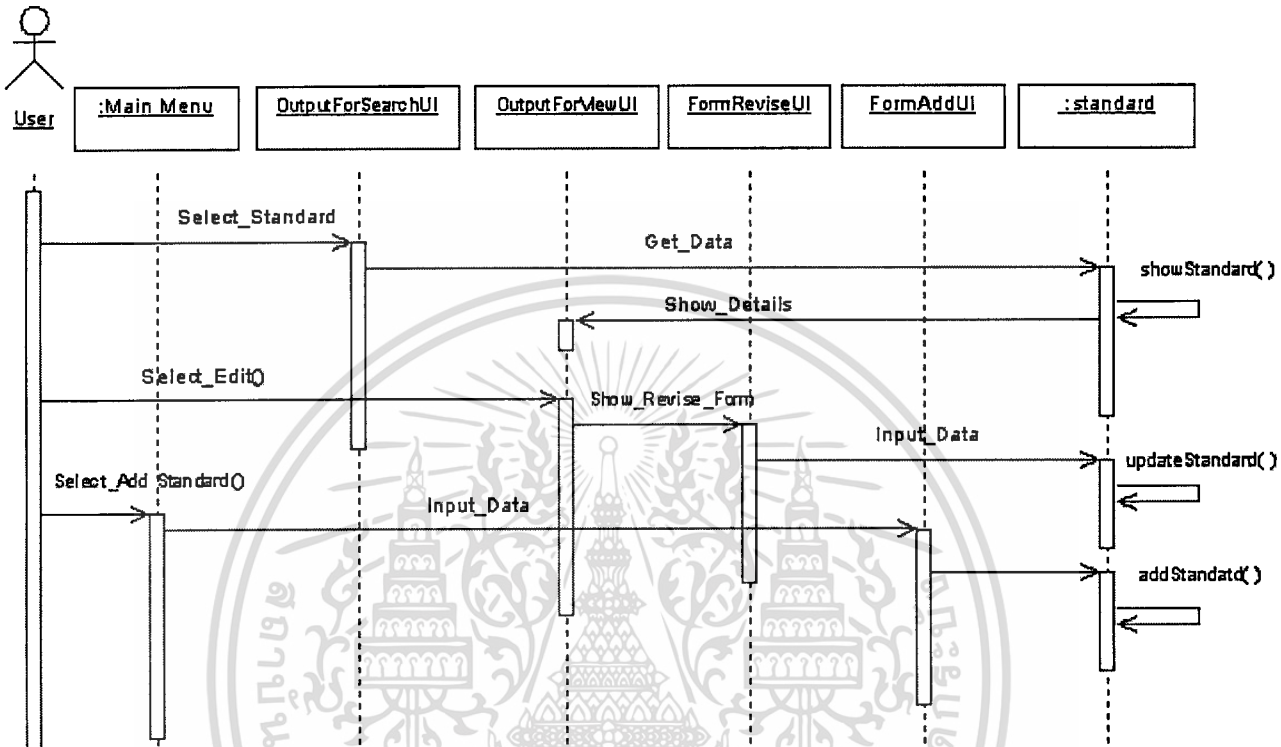 User
:Main Menu
OutputForSearchUI
OutputForViewUI
FormReviseUI
FormAddUI
:standard
Select_Standard
Get_Data
showStandard()
Show_Details
Select_Edit()
Show_Revise_Form
Input_Data
updateStandard()
Select_Add Standard()
Input_Data
addStandatd()